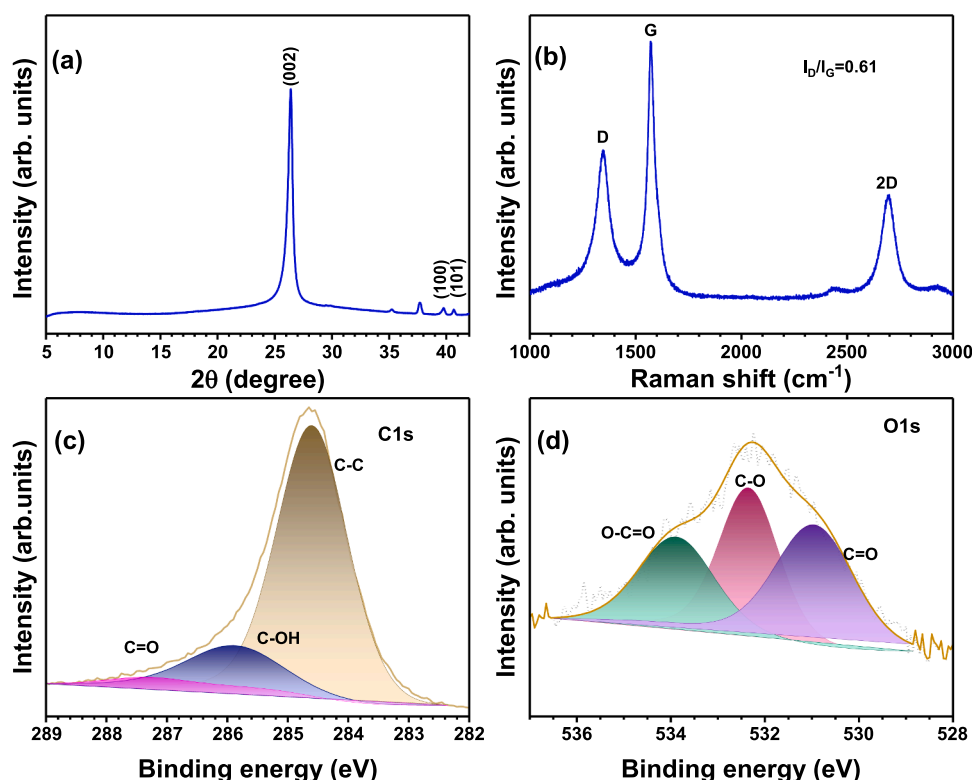 (a)
(002)
(100)
(101)
Intensity (arb. units)
5 10 15 20 25 30 35 40
2θ (degree)
(b)
G
I_D/I_G=0.61
D
2D
Intensity (arb. units)
1000 1500 2000 2500 3000
Raman shift (cm⁻¹)
(c)
C1s
C-C
C-OH
C=O
Intensity (arb.units)
289 288 287 286 285 284 283 282
Binding energy (eV)
(d)
O1s
C-O
O-C=O
C=O
Intensity (arb. units)
536 534 532 530 528
Binding energy (eV)